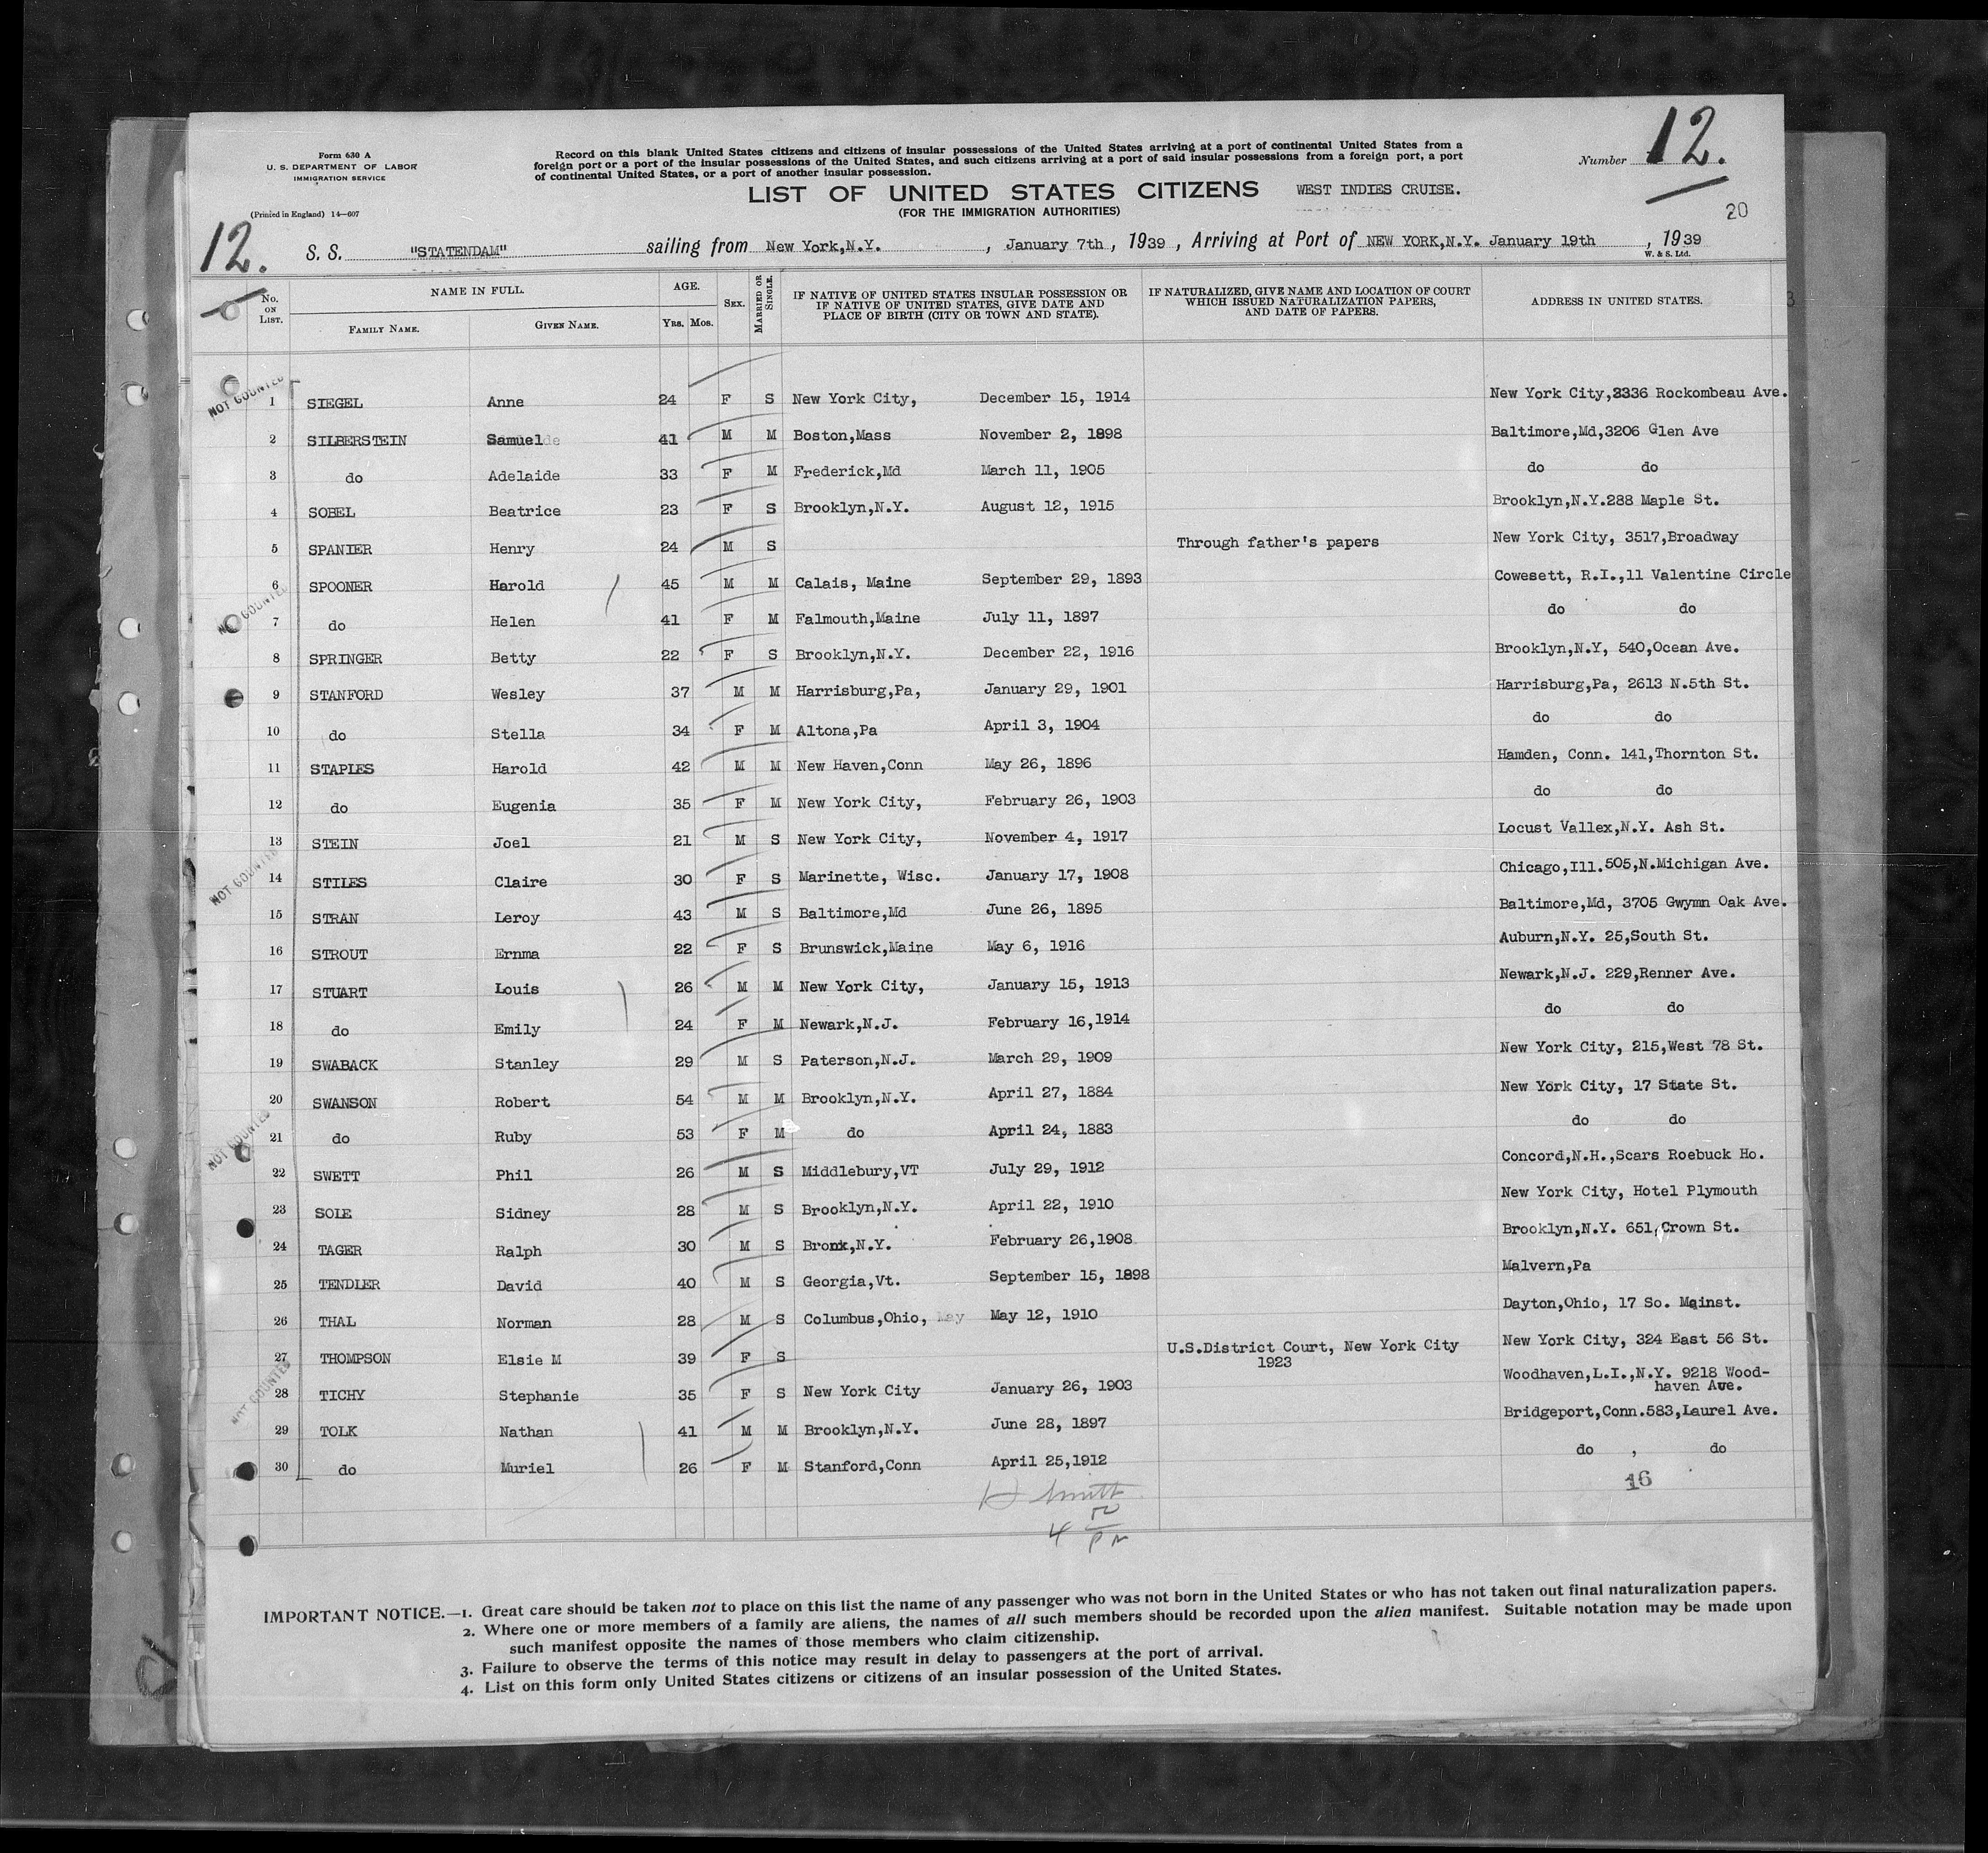 Form 630 A
U. S. DEPARTMENT OF LABOR
IMMIGRATION SERVICE
(Printed in England) 14—607
Record on this blank United States citizens and citizens of insular possessions of the United States arriving at a port of continental United States from a
foreign port or a port of the insular possessions of the United States, and such citizens arriving at a port of said insular possessions from a foreign port, a port
of continental United States, or a port of another insular possession.
Number 12.
LIST OF UNITED STATES CITIZENS WEST INDIES CRUISE.
(FOR THE IMMIGRATION AUTHORITIES)
20
12.
S. S. "STATENDAM" sailing from New York,N.Y. , January 7th , 1939 , Arriving at Port of NEW YORK,N.Y. January 19th , 1939
W. & S. Ltd.
No. ON LIST. NAME IN FULL. FAMILY NAME. GIVEN NAME. AGE. YRS. MOS. SEX. MARRIED OR SINGLE. IF NATIVE OF UNITED STATES INSULAR POSSESSION OR IF NATIVE OF UNITED STATES, GIVE DATE AND PLACE OF BIRTH (CITY OR TOWN AND STATE). IF NATURALIZED, GIVE NAME AND LOCATION OF COURT WHICH ISSUED NATURALIZATION PAPERS, AND DATE OF PAPERS. ADDRESS IN UNITED STATES.
NOT COUNTED
1 SIEGEL Anne 24 F S New York City, December 15, 1914 New York City,3336 Rockombeau Ave.
2 SILBERSTEIN Samuel 41 M M Boston,Mass November 2, 1898 Baltimore,Md,3206 Glen Ave
3 do Adelaide 33 F M Frederick,Md March 11, 1905 do do
4 SOBEL Beatrice 23 F S Brooklyn,N.Y. August 12, 1915 Brooklyn,N.Y.288 Maple St.
5 SPANIER Henry 24 M S Through father's papers New York City, 3517,Broadway
6 SPOONER Harold 45 M M Calais, Maine September 29, 1893 Cowesett, R.I.,11 Valentine Circle
NOT COUNTED
7 do Helen 41 F M Falmouth,Maine July 11, 1897 do do
8 SPRINGER Betty 22 F S Brooklyn,N.Y. December 22, 1916 Brooklyn,N.Y, 540,Ocean Ave.
9 STANFORD Wesley 37 M M Harrisburg,Pa, January 29, 1901 Harrisburg,Pa, 2613 N.5th St.
10 do Stella 34 F M Altona,Pa April 3, 1904 do do
11 STAPLES Harold 42 M M New Haven,Conn May 26, 1896 Hamden, Conn. 141,Thornton St.
12 do Eugenia 35 F M New York City, February 26, 1903 do do
13 STEIN Joel 21 M S New York City, November 4, 1917 Locust Vallex,N.Y. Ash St.
NOT COUNTED
14 STILES Claire 30 F S Marinette, Wisc. January 17, 1908 Chicago,Ill.505,N.Michigan Ave.
15 STRAN Leroy 43 M S Baltimore,Md June 26, 1895 Baltimore,Md, 3705 Gwymn Oak Ave.
16 STROUT Ernma 22 F S Brunswick,Maine May 6, 1916 Auburn,N.Y. 25,South St.
17 STUART Louis 26 M M New York City, January 15, 1913 Newark,N.J. 229,Renner Ave.
18 do Emily 24 F M Newark,N.J. February 16,1914 do do
19 SWABACK Stanley 29 M S Paterson,N.J. March 29, 1909 New York City, 215,West 78 St.
20 SWANSON Robert 54 M M Brooklyn,N.Y. April 27, 1884 New York City, 17 State St.
NOT COUNTED
21 do Ruby 53 F M do April 24, 1883 do do
22 SWETT Phil 26 M S Middlebury,VT July 29, 1912 Concord,N.H.,Scars Roebuck Ho.
23 SOLE Sidney 28 M S Brooklyn,N.Y. April 22, 1910 New York City, Hotel Plymouth
24 TAGER Ralph 30 M S Bronx,N.Y. February 26,1908 Brooklyn,N.Y. 651,Crown St.
25 TENDLER David 40 M S Georgia,Vt. September 15, 1898 Malvern,Pa
26 THAL Norman 28 M S Columbus,Ohio, May May 12, 1910 Dayton,Ohio, 17 So. Mainst.
27 THOMPSON Elsie M 39 F S U.S.District Court, New York City 1923 New York City, 324 East 56 St.
NOT COUNTED
28 TICHY Stephanie 35 F S New York City January 26, 1903 Woodhaven,L.I.,N.Y. 9218 Wood-
haven Ave.
29 TOLK Nathan 41 M M Brooklyn,N.Y. June 28, 1897 Bridgeport,Conn.583,Laurel Ave.
30 do Muriel 26 F M Stanford,Conn April 25,1912 do , do
16
IMPORTANT NOTICE.—1. Great care should be taken not to place on this list the name of any passenger who was not born in the United States or who has not taken out final naturalization papers.
2. Where one or more members of a family are aliens, the names of all such members should be recorded upon the alien manifest. Suitable notation may be made upon
such manifest opposite the names of those members who claim citizenship.
3. Failure to observe the terms of this notice may result in delay to passengers at the port of arrival.
4. List on this form only United States citizens or citizens of an insular possession of the United States.